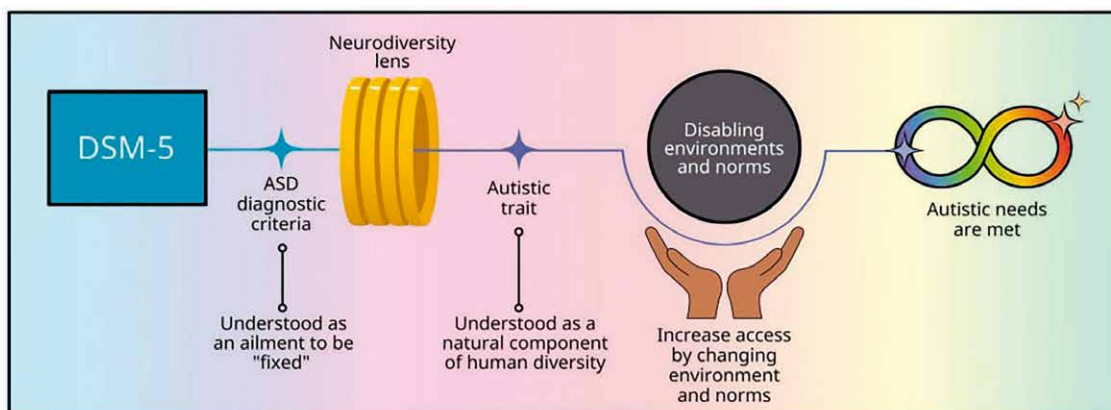 Neurodiversity
lens
DSM-5
ASD
diagnostic
criteria
Understood as
an ailment to be
"fixed"
Autistic
trait
Understood as a
natural component
of human diversity
Disabling
environments
and norms
Increase access
by changing
environment
and norms
Autistic needs
are met